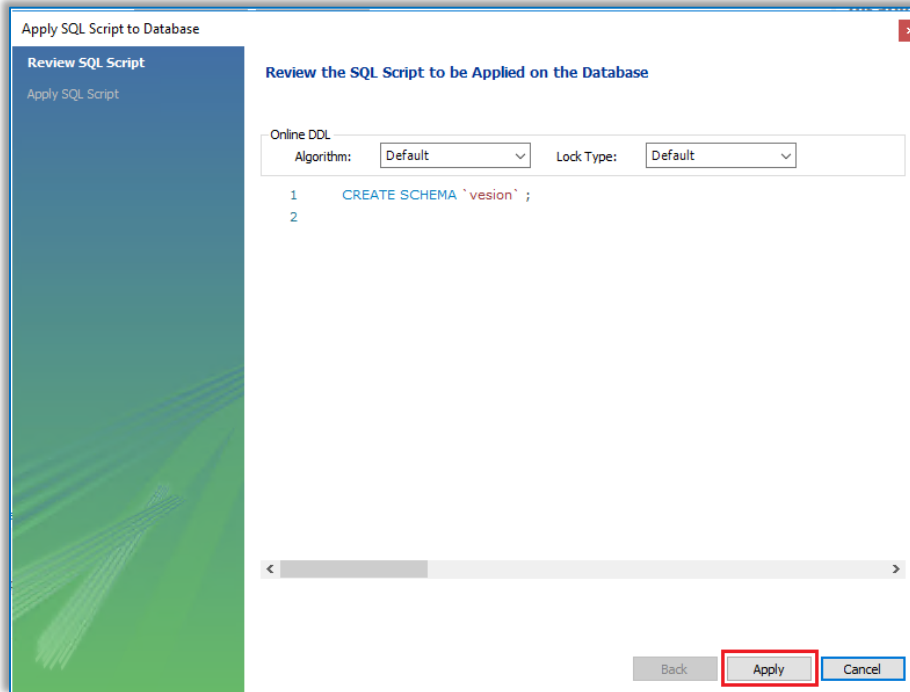 Apply SQL Script to Database
Review SQL Script
Apply SQL Script
Review the SQL Script to be Applied on the Database
Online DDL
Algorithm: Default Lock Type: Default
1 CREATE SCHEMA `vesion` ;
2
Back Apply Cancel